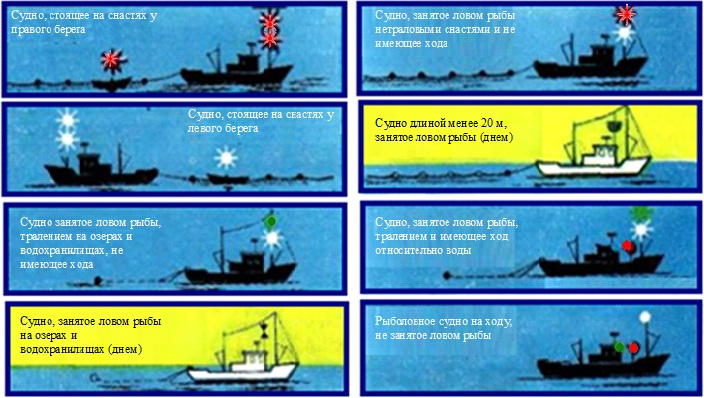 Судно, стоящее на снастях у
правого берега
Судно, занятое ловом рыбы
нетраловыми снастями и не
имеющее хода
Судно, стоящее на снастях у
левого берега
Судно длиной менее 20 м,
занятое ловом рыбы (днем)
Судно занятое ловом рыбы,
тралением на озерах и
водохранилищах, не
имеющее хода
Судно, занятое ловом рыбы,
тралением и имеющее ход
относительно воды
Судно, занятое ловом рыбы
на озерах и
водохранилищах (днем)
Рыболовное судно на ходу,
не занятое ловом рыбы